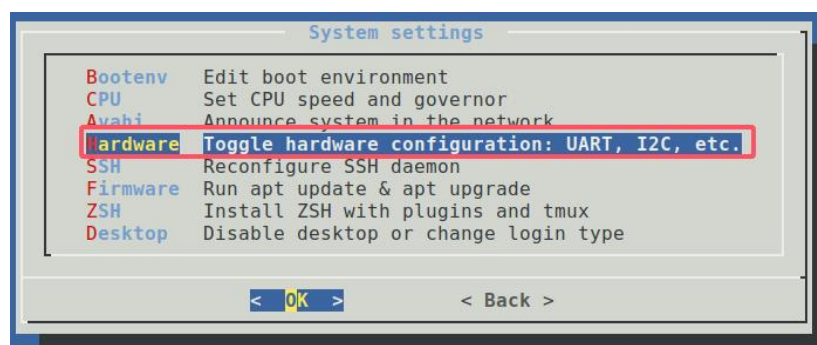 System settings
Bootenv Edit boot environment
CPU Set CPU speed and governor
Avahi Announce system in the network
Hardware Toggle hardware configuration: UART, I2C, etc.
SSH Reconfigure SSH daemon
Firmware Run apt update & apt upgrade
ZSH Install ZSH with plugins and tmux
Desktop Disable desktop or change login type
< OK > < Back >